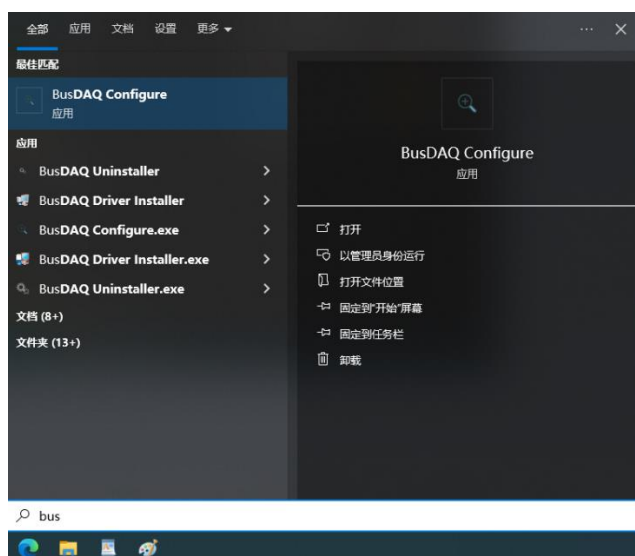 全部 应用 文档 设置 更多
最佳匹配
BusDAQ Configure
应用
应用
BusDAQ Uninstaller
BusDAQ Driver Installer
BusDAQ Configure.exe
BusDAQ Driver Installer.exe
BusDAQ Uninstaller.exe
文档 (8+)
文件夹 (13+)
BusDAQ Configure
应用
打开
以管理员身份运行
打开文件位置
固定到"开始"屏幕
固定到任务栏
卸载
bus